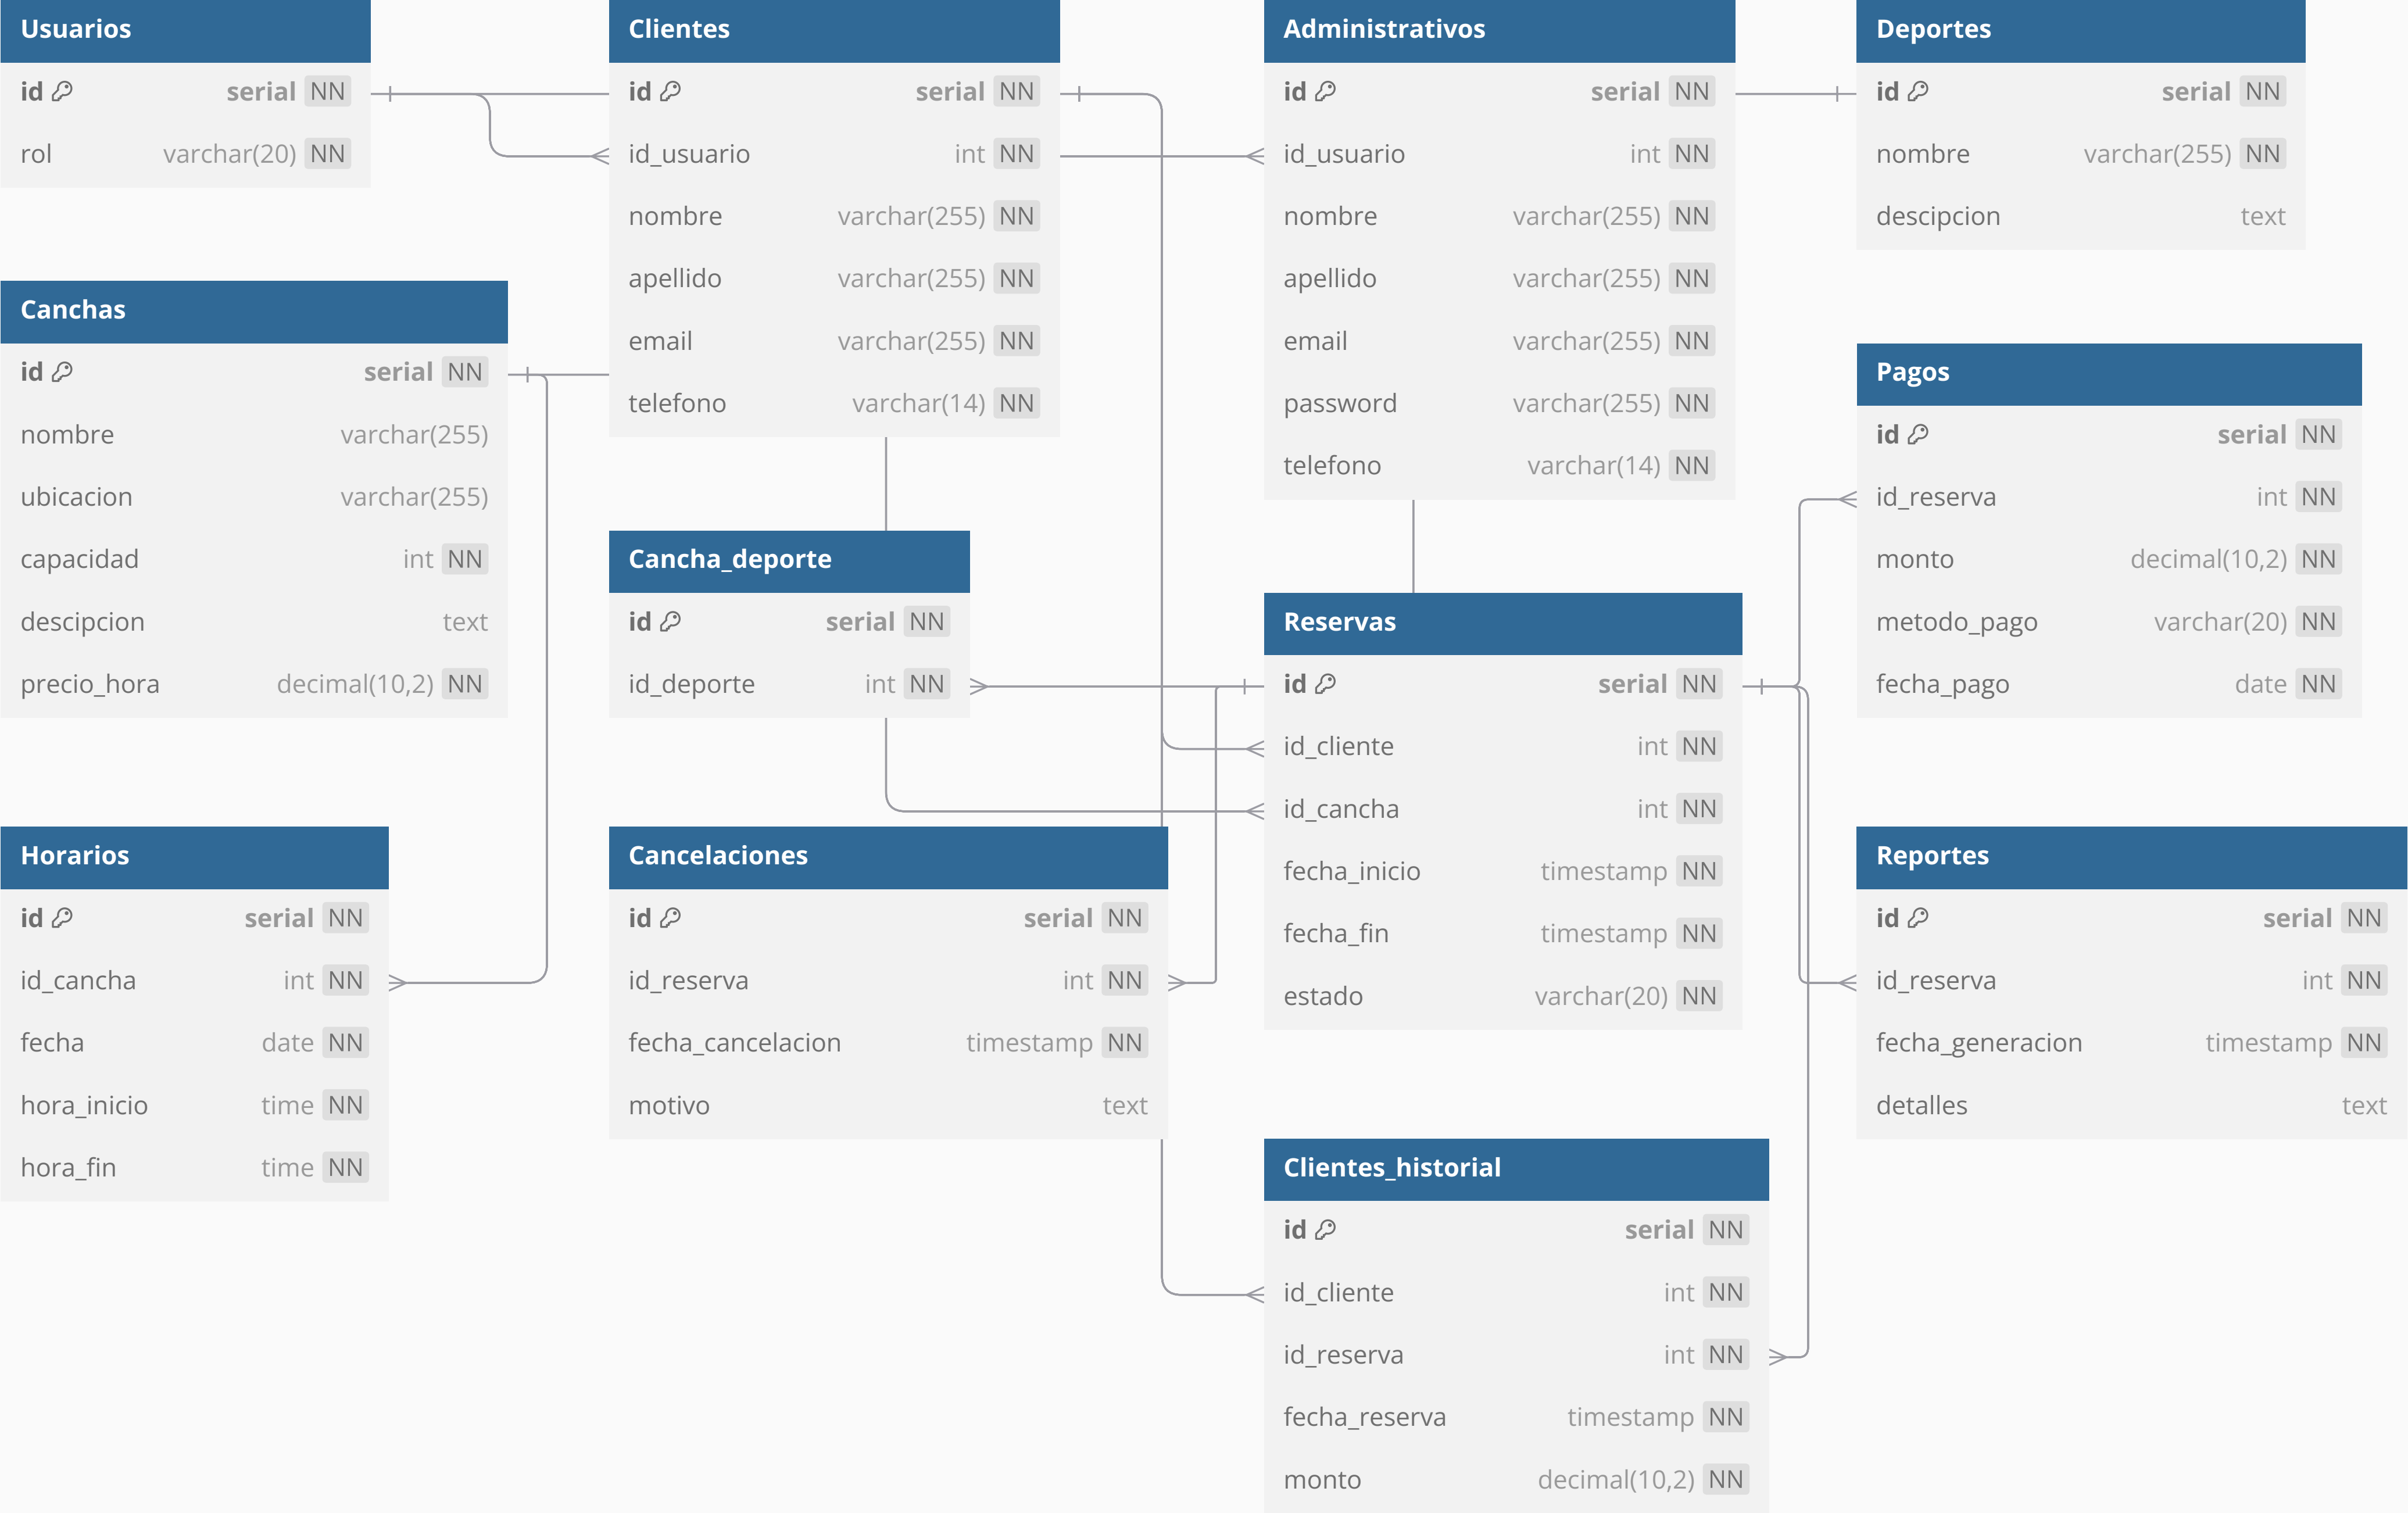 Usuarios
id serial NN
rol varchar(20) NN
Clientes
id serial NN
id_usuario int NN
nombre varchar(255) NN
apellido varchar(255) NN
email varchar(255) NN
telefono varchar(14) NN
Administrativos
id serial NN
id_usuario int NN
nombre varchar(255) NN
apellido varchar(255) NN
email varchar(255) NN
password varchar(255) NN
telefono varchar(14) NN
Deportes
id serial NN
nombre varchar(255) NN
descipcion text
Canchas
id serial NN
nombre varchar(255)
ubicacion varchar(255)
capacidad int NN
descipcion text
precio_hora decimal(10,2) NN
Cancha_deporte
id serial NN
id_deporte int NN
Reservas
id serial NN
id_cliente int NN
id_cancha int NN
fecha_inicio timestamp NN
fecha_fin timestamp NN
estado varchar(20) NN
Pagos
id serial NN
id_reserva int NN
monto decimal(10,2) NN
metodo_pago varchar(20) NN
fecha_pago date NN
Horarios
id serial NN
id_cancha int NN
fecha date NN
hora_inicio time NN
hora_fin time NN
Cancelaciones
id serial NN
id_reserva int NN
fecha_cancelacion timestamp NN
motivo text
Clientes_historial
id serial NN
id_cliente int NN
id_reserva int NN
fecha_reserva timestamp NN
monto decimal(10,2) NN
Reportes
id serial NN
id_reserva int NN
fecha_generacion timestamp NN
detalles text